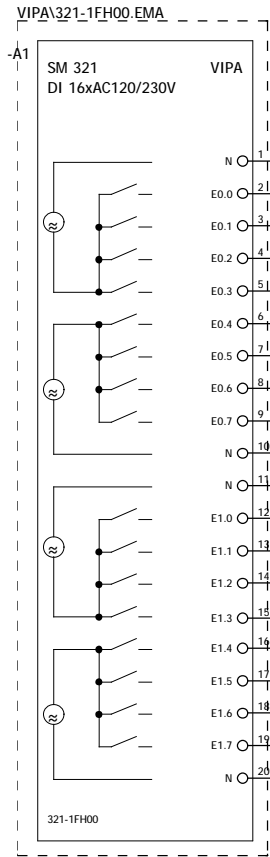 VIPA\321-1FH00.EMA
-A1
SM 321 VIPA
DI 16xAC120/230V
N 1
E0.0 2
E0.1 3
E0.2 4
E0.3 5
E0.4 6
E0.5 7
E0.6 8
E0.7 9
N 10
N 11
E1.0 12
E1.1 13
E1.2 14
E1.3 15
E1.4 16
E1.5 17
E1.6 18
E1.7 19
N 20
321-1FH00